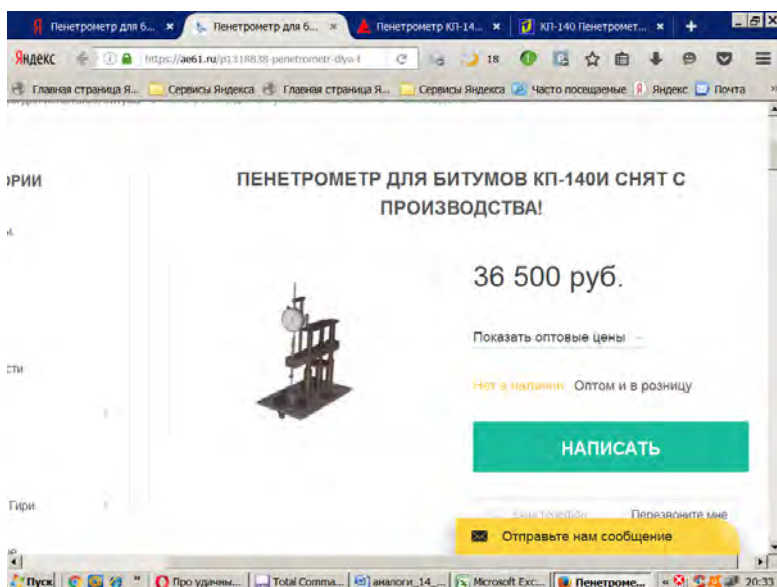 Пенетрометр для б...
Пенетрометр для б...
Пенетрометр КП-14...
КП-140 Пенетромет...
Яндекс
https://ae61.ru/p1318838-penetrometr-dlya-l
18
Главная страница Я...
Сервисы Яндекса
Главная страница Я...
Сервисы Яндекса
Часто посещаемые
Яндекс
Почта
ОРИИ
ПЕНЕТРОМЕТР ДЛЯ БИТУМОВ КП-140И СНЯТ С
ПРОИЗВОДСТВА!
36 500 руб.
Показать оптовые цены
сти
Нет в наличии
Оптом и в розницу
НАПИСАТЬ
Гири
Перезвоните мне
Отправьте нам сообщение
Пуск
Про удачны...
Total Comma...
аналоги_14_...
Microsoft Exc...
Пенетроме...
20:35